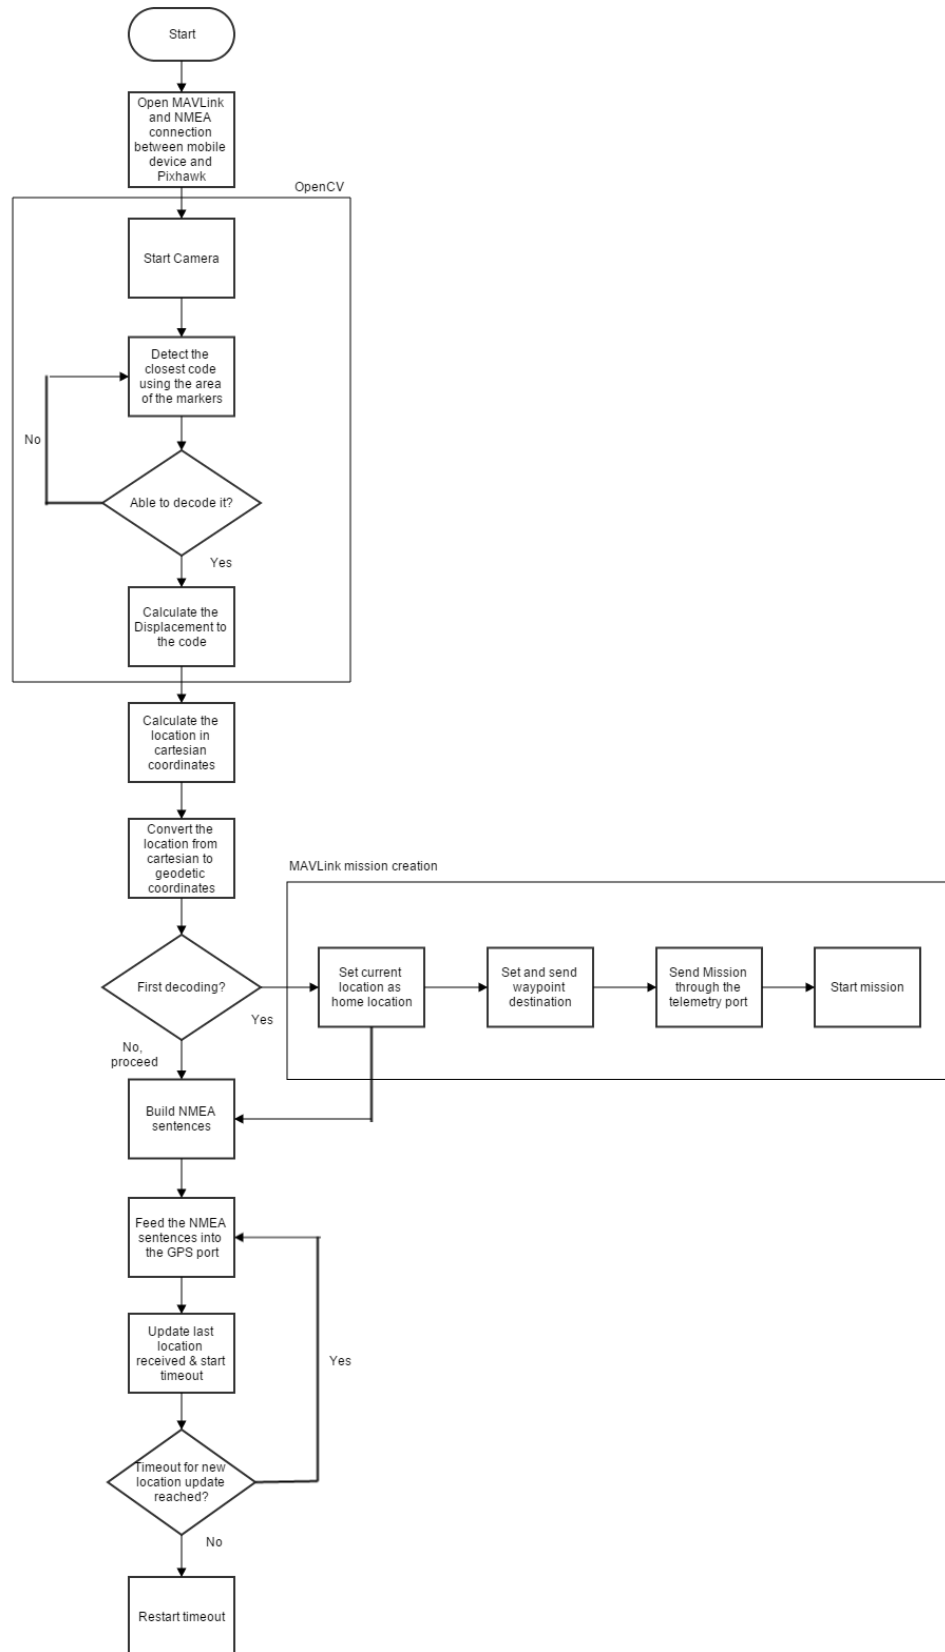 Start
Open MAVLink
and NMEA
connection
between mobile
device and
Pixhawk
OpenCV
Start Camera
Detect the
closest code
using the area
of the markers
No
Able to decode it?
Yes
Calculate the
Displacement to
the code
Calculate the
location in
cartesian
coordinates
Convert the
location from
cartesian to
geodetic
coordinates
MAVLink mission creation
First decoding?
Yes
Set current
location as
home location
Set and send
waypoint
destination
Send Mission
through the
telemetry port
Start mission
No,
proceed
Build NMEA
sentences
Feed the NMEA
sentences into
the GPS port
Update last
location
received & start
timeout
Yes
Timeout for new
location update
reached?
No
Restart timeout